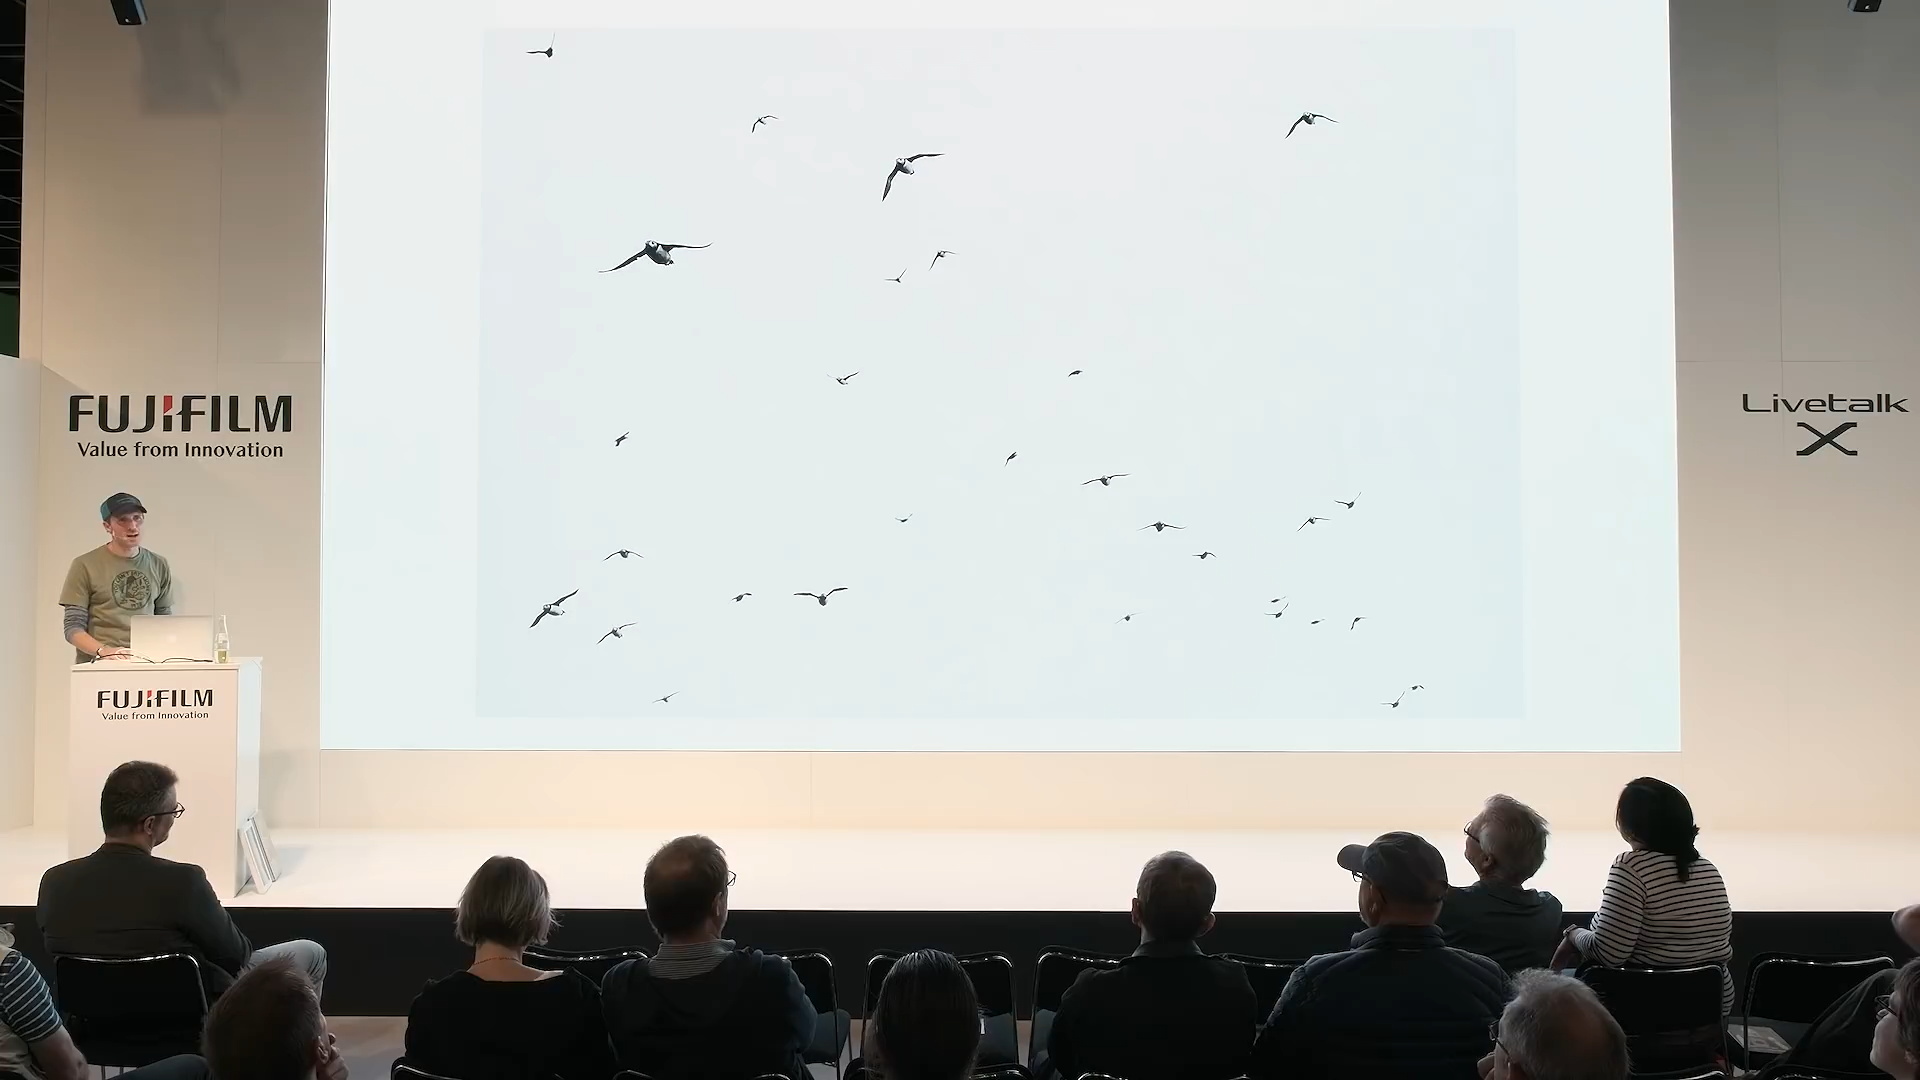 FUJIFILM
Value from Innovation
Livetalk
X
FUJIFILM
Value from Innovation